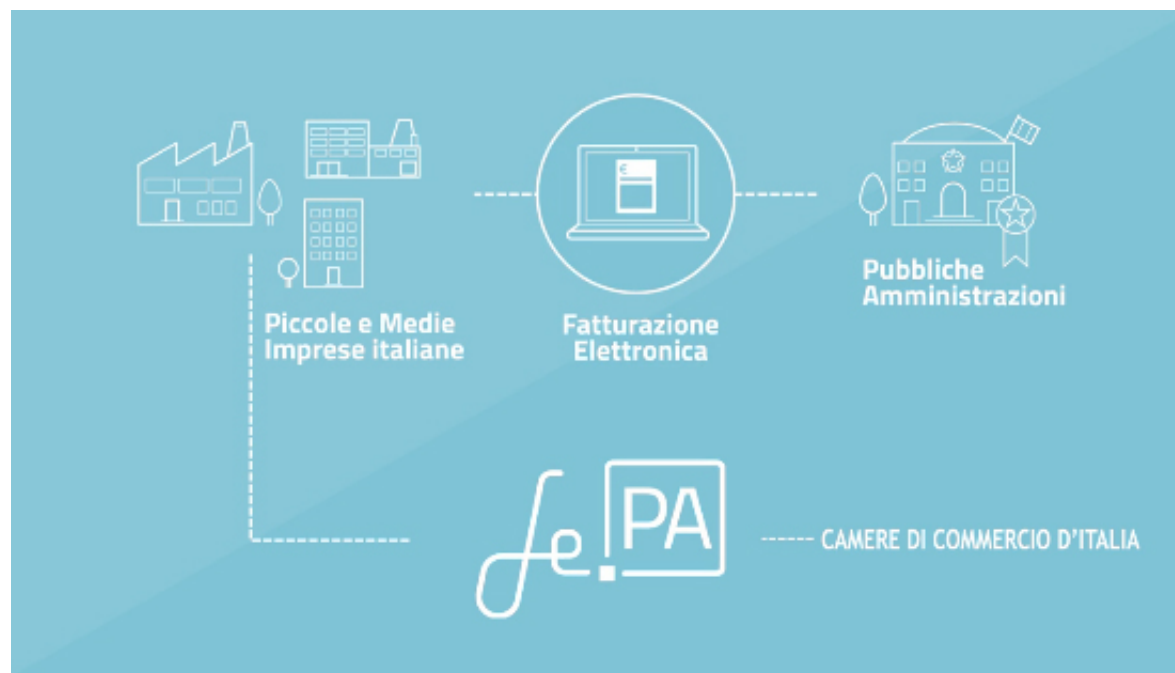 €
Pubbliche
Amministrazioni
Piccole e Medie
Imprese italiane
Fatturazione
Elettronica
fe.PA
CAMERE DI COMMERCIO D'ITALIA